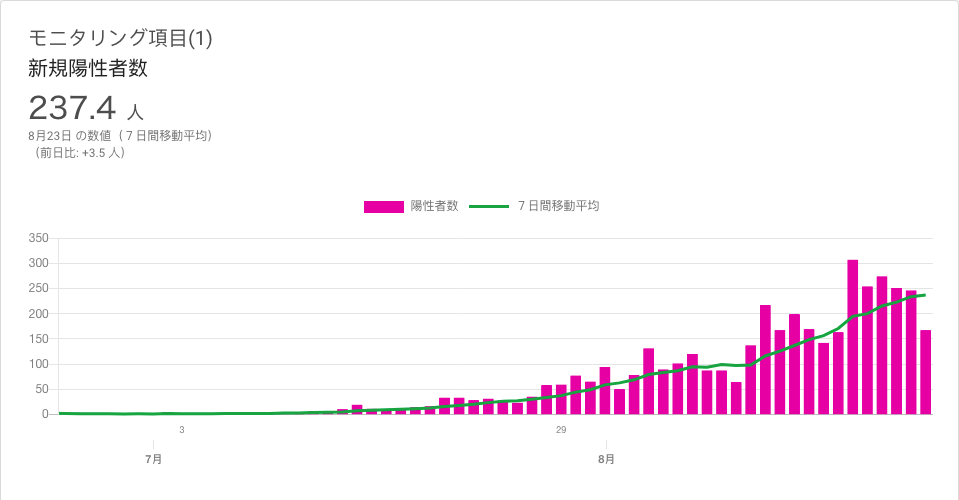 モニタリング項目(1)
新規陽性者数
237.4 人
8月23日 の数値（７日間移動平均）
（前日比: +3.5 人）
陽性者数 ７日間移動平均
350
300
250
200
150
100
50
0
3 29
7月 8月